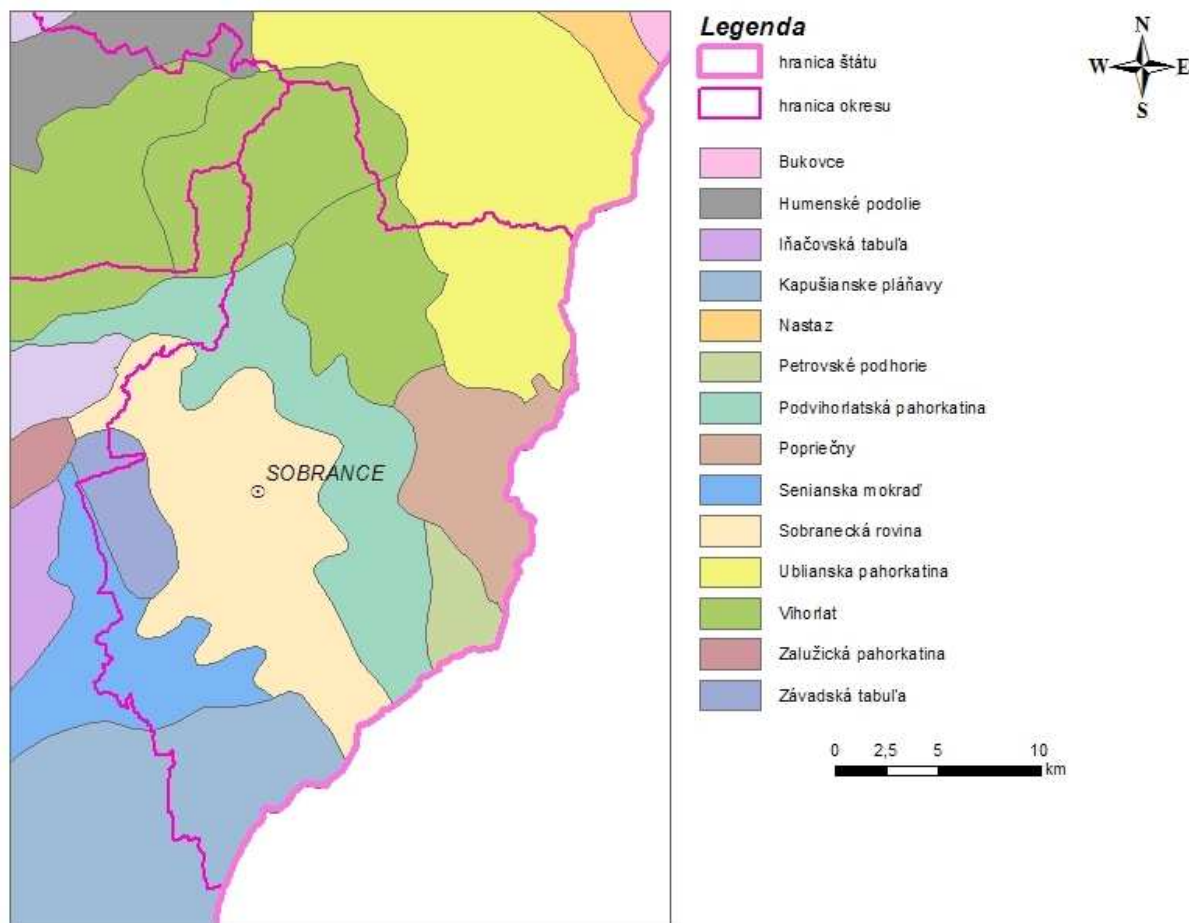 SOBRANCE
Legenda
hranica štátu
hranica okresu
Bukovce
Humenské podolie
Iňačovská tabuľa
Kapušianske pláňavy
Nastaz
Petrovské podhorie
Podvihorlatská pahorkatina
Popriečny
Senianska mokraď
Sobranecká rovina
Ublianska pahorkatina
Vihorlat
Zalužická pahorkatina
Závadská tabuľa
N
W E
S
0 2,5 5 10
km